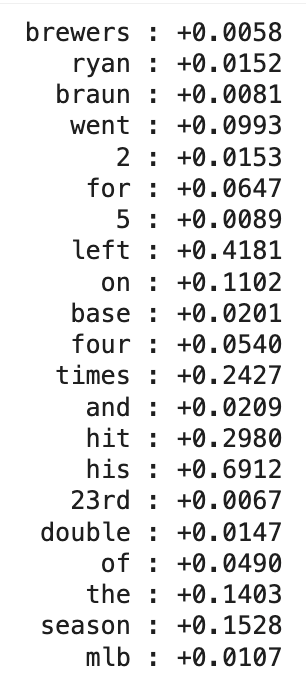 brewers : +0.0058
ryan : +0.0152
braun : +0.0081
went : +0.0993
2 : +0.0153
for : +0.0647
5 : +0.0089
left : +0.4181
on : +0.1102
base : +0.0201
four : +0.0540
times : +0.2427
and : +0.0209
hit : +0.2980
his : +0.6912
23rd : +0.0067
double : +0.0147
of : +0.0490
the : +0.1403
season : +0.1528
mlb : +0.0107